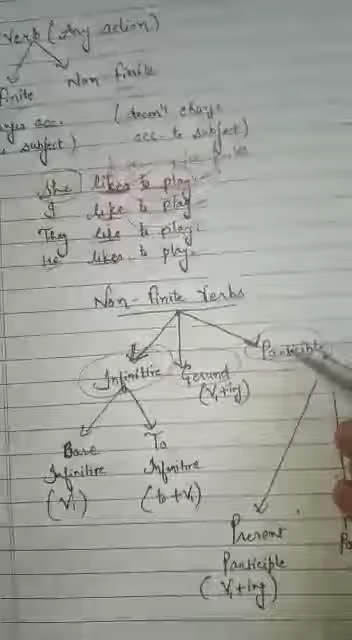 Verb (Any action)
finite Non-finite
acc. (doesn't change
subject) acc. to subject)
She likes to play.
I like to play
They like to play.
He likes to play.
Non-finite Verbs
Infinitive Gerund Participle
(V1+ing)
Bare To
Infinitive Infinitive
(V1) (to+V1)
Present
Participle
(V1+ing)